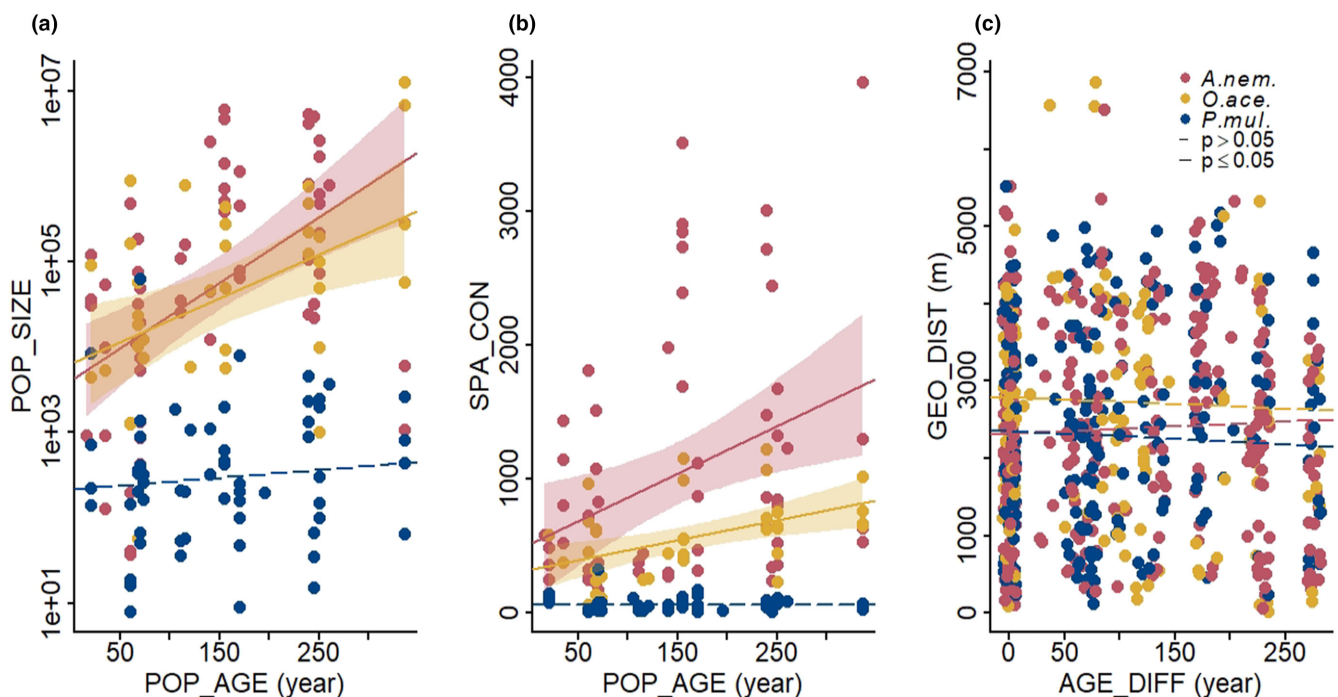 (a)
(b)
(c)
POP_SIZE
1e+07
1e+05
1e+03
1e+01
50
150
250
POP_AGE (year)
SPA_CON
4000
3000
2000
1000
0
50
150
250
POP_AGE (year)
GEO_DIST (m)
7000
5000
3000
1000
0
0
50
150
250
AGE_DIFF (year)
A.nem.
O.ace.
P.mul.
p > 0.05
p ≤ 0.05